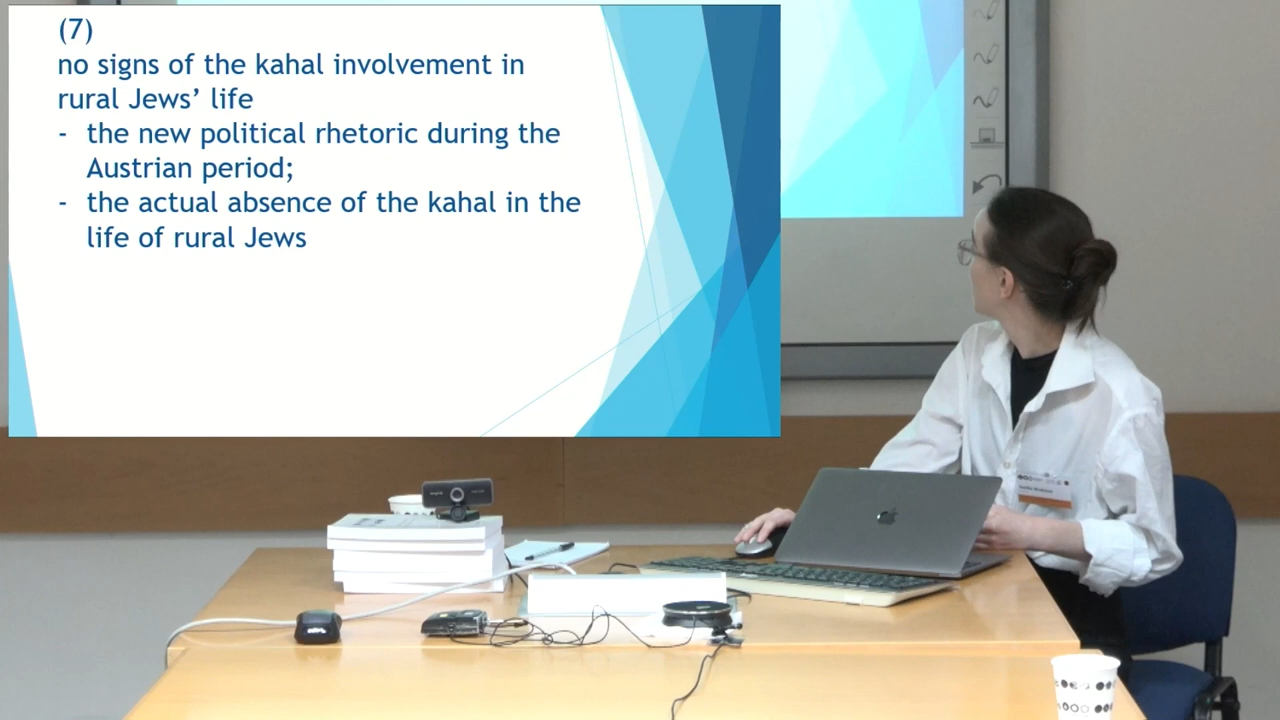 (7)
no signs of the kahal involvement in
rural Jews’ life
- the new political rhetoric during the
Austrian period;
- the actual absence of the kahal in the
life of rural Jews